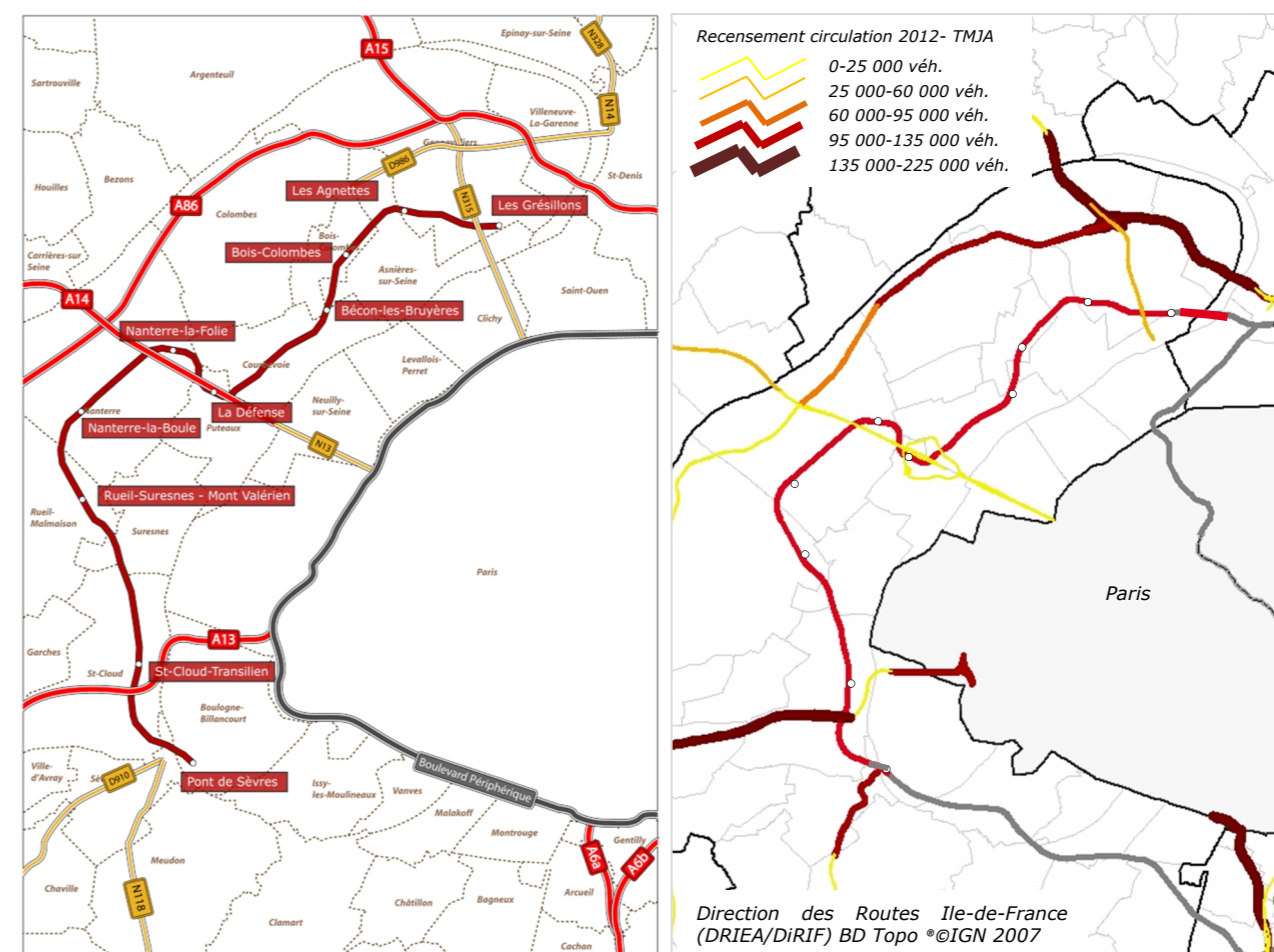 Epinay-sur-Seine
N328
A15
Sartrouville
Argenteuil
Villeneuve-
La-Garenne
N14
D986
St-Denis
Houilles
Bezons
Les Agnettes
N315
Les Grésillons
A86
Colombes
Bois-Colombes
Carrières-sur
Seine
Asnières-
sur-Seine
Saint-Ouen
A14
Bécon-les-Bruyères
Clichy
Nanterre-la-Folie
Courbevoie
Levallois-
Perret
Neuilly-
sur-Seine
La Défense
Nanterre
Puteaux
Nanterre-la-Boule
N13
Rueil-Suresnes - Mont Valérien
Rueil-
Malmaison
Suresnes
Paris
A13
Garches
St-Cloud
St-Cloud-Transilien
Boulogne-
Billancourt
Ville-
d'Avray
D910
Pont de Sèvres
Issy-
les-Moulineaux
Vanves
Boulevard Périphérique
Malakoff
Montrouge
Gentilly
Meudon
A6a
A6b
Chaville
N118
Châtillon
Bagneux
Arcueil
Clamart
Cachan
Recensement circulation 2012- TMJA
0-25 000 véh.
25 000-60 000 véh.
60 000-95 000 véh.
95 000-135 000 véh.
135 000-225 000 véh.
Paris
Direction des Routes Ile-de-France
(DRIEA/DiRIF) BD Topo ®©IGN 2007